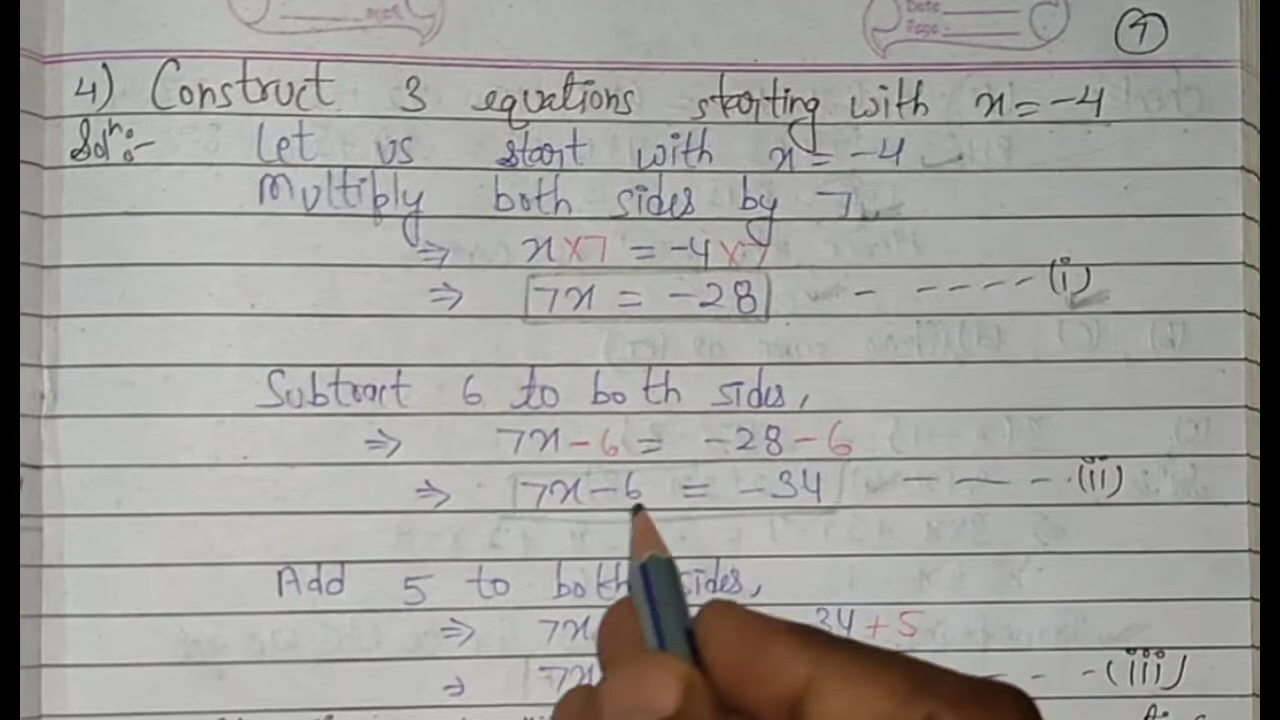 Date
Page
7
4) Construct 3 equations starting with x = -4
Solⁿ:- Let us start with x = -4
Multiply both sides by 7
⇒ x×7 = -4×7
⇒ 7x = -28 - ---- (i)
Subtract 6 to both sides,
⇒ 7x - 6 = -28 - 6
⇒ 7x - 6 = -34 - — - - (ii)
Add 5 to both sides,
⇒ 7x 34 + 5
⇒ 7x - - - (iii)